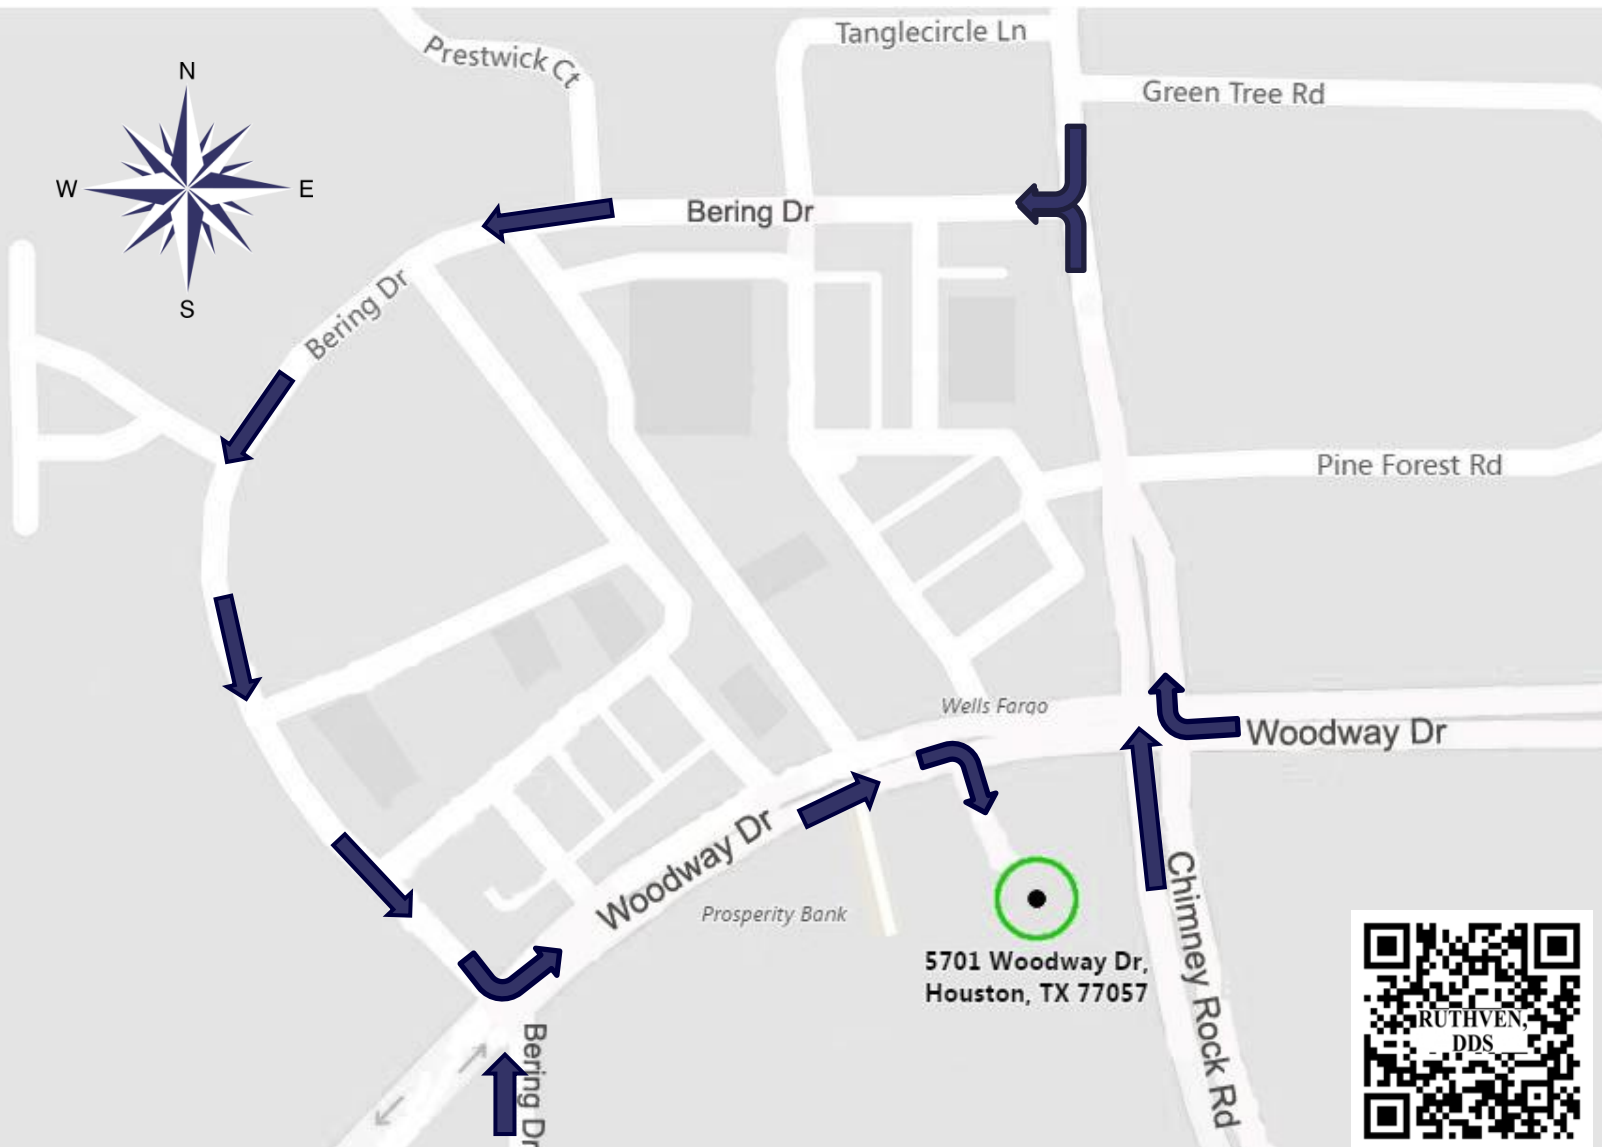 Tanglecircle Ln
Prestwick Ct
N
Green Tree Rd
W
E
Bering Dr
S
Bering Dr
Pine Forest Rd
Wells Fargo
Woodway Dr
Woodway Dr
Prosperity Bank
Chimney Rock Rd
5701 Woodway Dr,
Houston, TX 77057
Bering Dr
RUTHVEN,
DDS